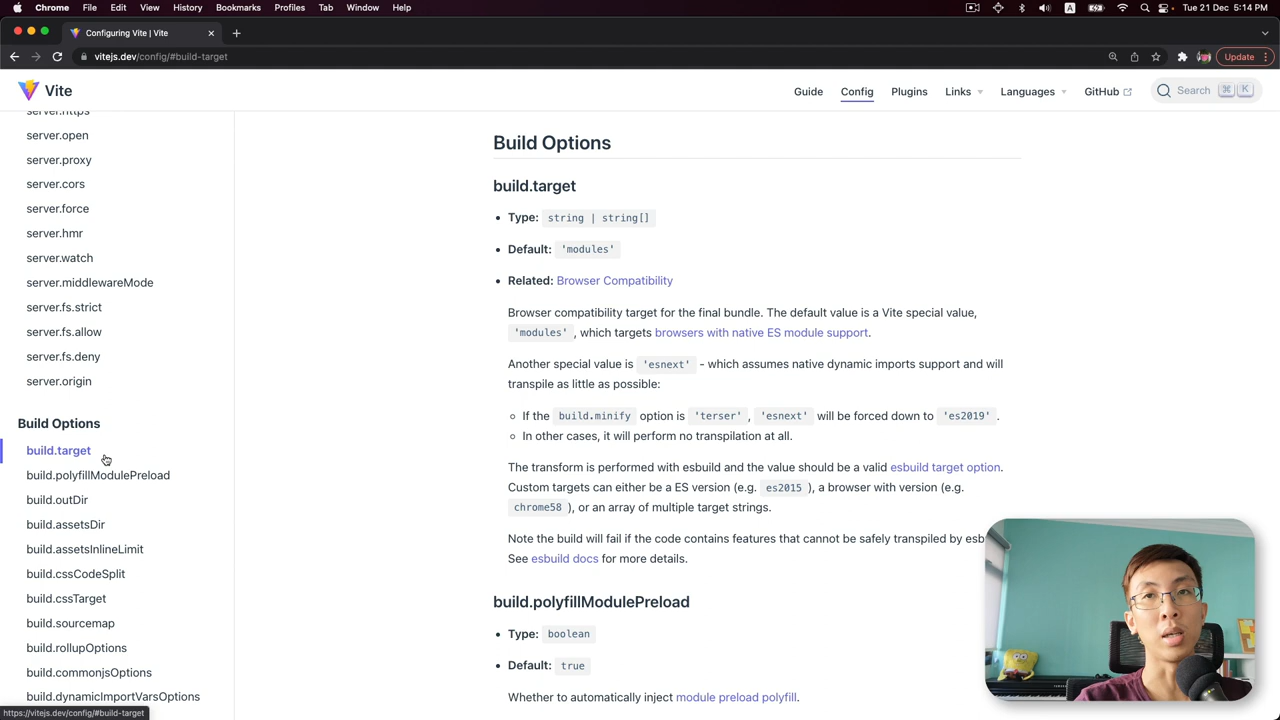 Chrome File Edit View History Bookmarks Profiles Tab Window Help
A Tue 21 Dec 5:14 PM
Configuring Vite | Vite
vitejs.dev/config/#build-target
Update
Vite
Guide Config Plugins Links Languages GitHub Search ⌘ K
server.https
server.open
server.proxy
server.cors
server.force
server.hmr
server.watch
server.middlewareMode
server.fs.strict
server.fs.allow
server.fs.deny
server.origin
Build Options
build.target
build.polyfillModulePreload
build.outDir
build.assetsDir
build.assetsInlineLimit
build.cssCodeSplit
build.cssTarget
build.sourcemap
build.rollupOptions
build.commonjsOptions
build.dynamicImportVarsOptions
https://vitejs.dev/config/#build-target
Build Options
build.target
• Type: string | string[]
• Default: 'modules'
• Related: Browser Compatibility
Browser compatibility target for the final bundle. The default value is a Vite special value,
'modules', which targets browsers with native ES module support.
Another special value is 'esnext' - which assumes native dynamic imports support and will
transpile as little as possible:
If the build.minify option is 'terser', 'esnext' will be forced down to 'es2019'.
In other cases, it will perform no transpilation at all.
The transform is performed with esbuild and the value should be a valid esbuild target option.
Custom targets can either be a ES version (e.g. es2015), a browser with version (e.g.
chrome58), or an array of multiple target strings.
Note the build will fail if the code contains features that cannot be safely transpiled by esb
See esbuild docs for more details.
build.polyfillModulePreload
• Type: boolean
• Default: true
Whether to automatically inject module preload polyfill.